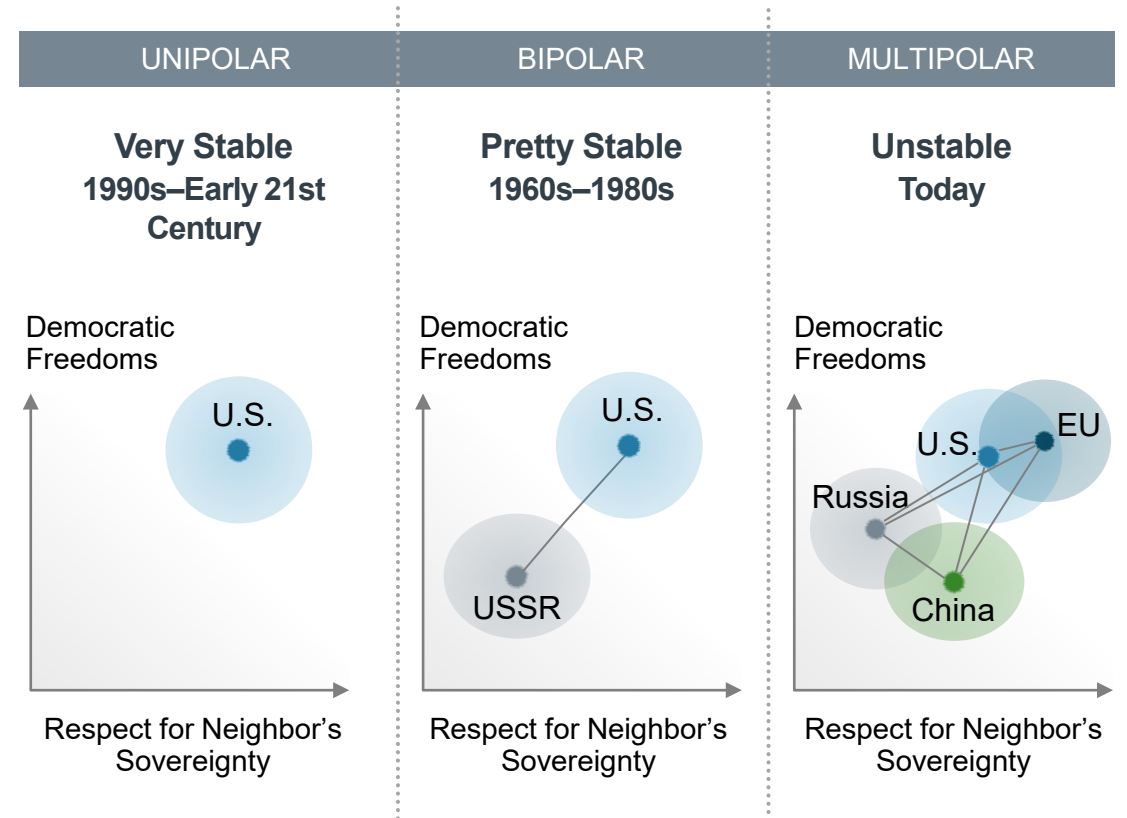 UNIPOLAR
Very Stable
1990s–Early 21st
Century
Democratic
Freedoms
U.S.
Respect for Neighbor’s
Sovereignty
BIPOLAR
Pretty Stable
1960s–1980s
Democratic
Freedoms
U.S.
USSR
Respect for Neighbor’s
Sovereignty
MULTIPOLAR
Unstable
Today
Democratic
Freedoms
EU
U.S.
Russia
China
Respect for Neighbor’s
Sovereignty